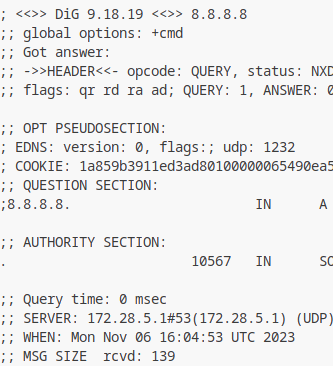 ; <<>> DiG 9.18.19 <<>> 8.8.8.8
;; global options: +cmd
;; Got answer:
;; ->>HEADER<<- opcode: QUERY, status: NXD
;; flags: qr rd ra ad; QUERY: 1, ANSWER: 0
;; OPT PSEUDOSECTION:
; EDNS: version: 0, flags:; udp: 1232
; COOKIE: 1a859b3911ed3ad80100000065490ea5
;; QUESTION SECTION:
;8.8.8.8. IN A
;; AUTHORITY SECTION:
. 10567 IN SO
;; Query time: 0 msec
;; SERVER: 172.28.5.1#53(172.28.5.1) (UDP)
;; WHEN: Mon Nov 06 16:04:53 UTC 2023
;; MSG SIZE rcvd: 139